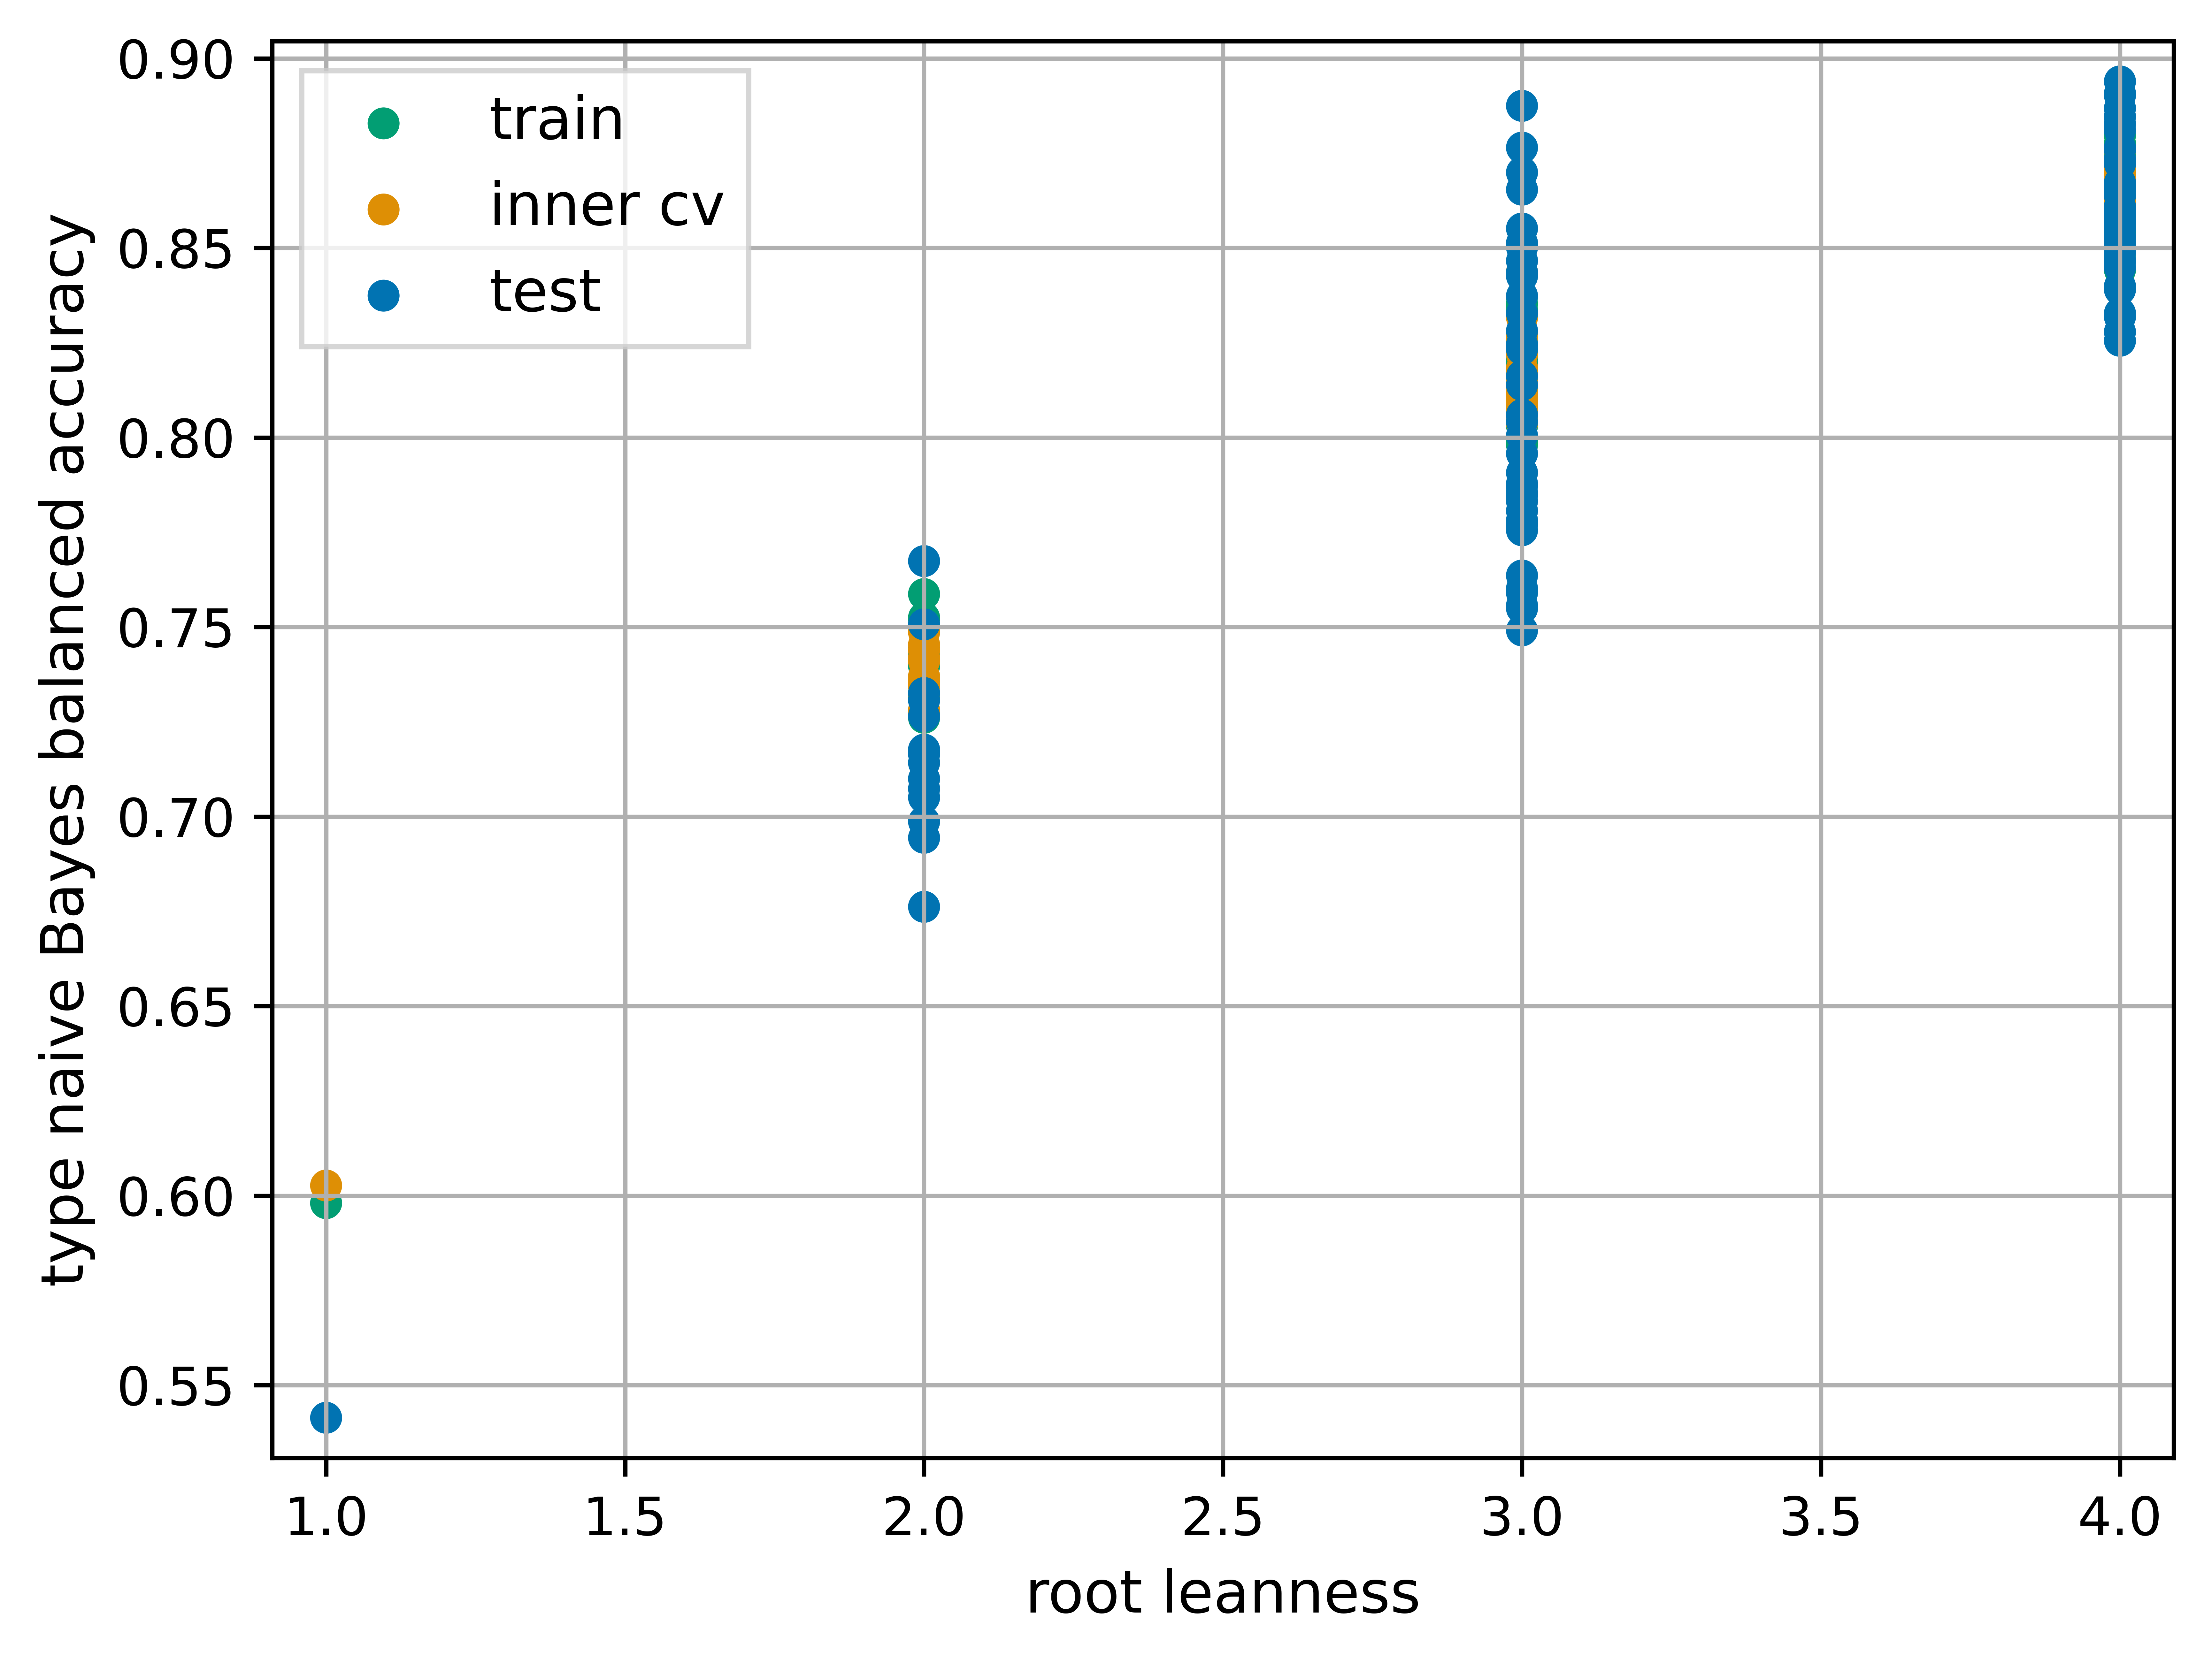 0.90
0.85
0.80
0.75
0.70
0.65
0.60
0.55
type naive Bayes balanced accuracy
train
inner cv
test
1.0 1.5 2.0 2.5 3.0 3.5 4.0
root leanness